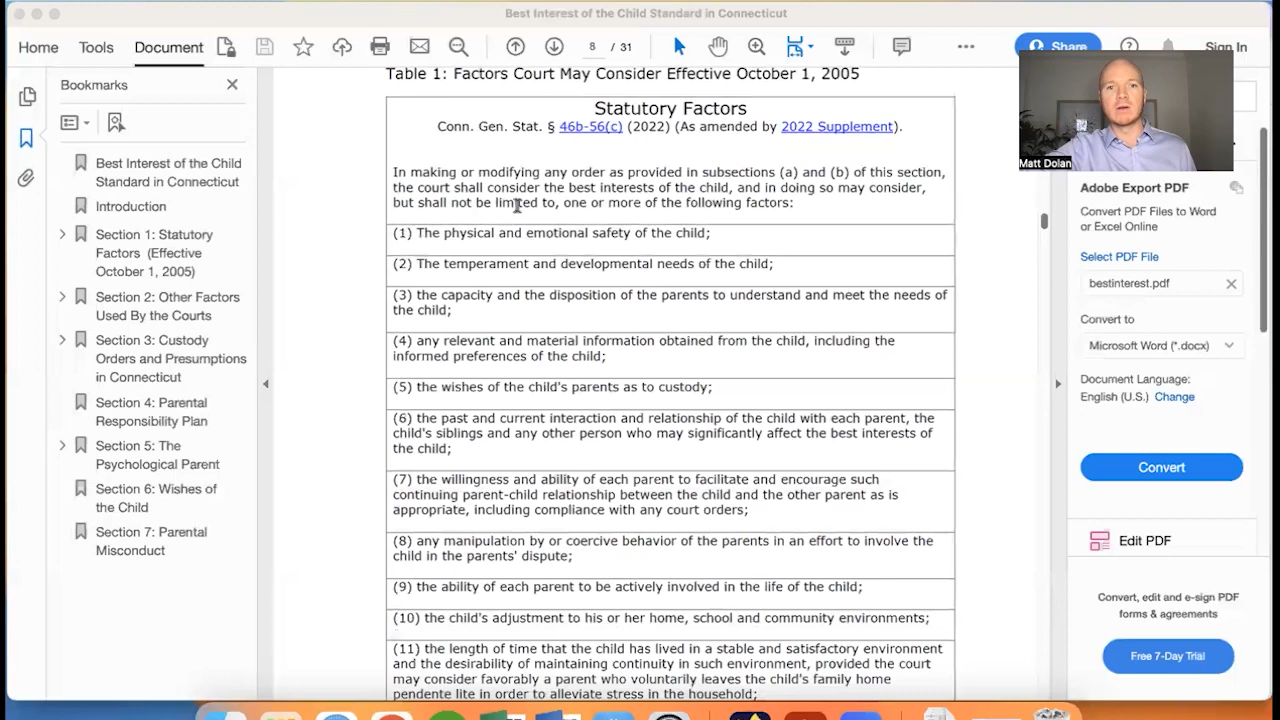 Best Interest of the Child Standard in Connecticut
Home Tools Document 8 / 31 Share Sign In
Bookmarks
Best Interest of the Child
Standard in Connecticut
Introduction
Section 1: Statutory
Factors (Effective
October 1, 2005)
Section 2: Other Factors
Used By the Courts
Section 3: Custody
Orders and Presumptions
in Connecticut
Section 4: Parental
Responsibility Plan
Section 5: The
Psychological Parent
Section 6: Wishes of
the Child
Section 7: Parental
Misconduct
Table 1: Factors Court May Consider Effective October 1, 2005
Statutory Factors
Conn. Gen. Stat. § 46b-56(c) (2022) (As amended by 2022 Supplement).
In making or modifying any order as provided in subsections (a) and (b) of this section,
the court shall consider the best interests of the child, and in doing so may consider,
but shall not be limited to, one or more of the following factors:
(1) The physical and emotional safety of the child;
(2) The temperament and developmental needs of the child;
(3) the capacity and the disposition of the parents to understand and meet the needs of
the child;
(4) any relevant and material information obtained from the child, including the
informed preferences of the child;
(5) the wishes of the child's parents as to custody;
(6) the past and current interaction and relationship of the child with each parent, the
child's siblings and any other person who may significantly affect the best interests of
the child;
(7) the willingness and ability of each parent to facilitate and encourage such
continuing parent-child relationship between the child and the other parent as is
appropriate, including compliance with any court orders;
(8) any manipulation by or coercive behavior of the parents in an effort to involve the
child in the parents' dispute;
(9) the ability of each parent to be actively involved in the life of the child;
(10) the child's adjustment to his or her home, school and community environments;
(11) the length of time that the child has lived in a stable and satisfactory environment
and the desirability of maintaining continuity in such environment, provided the court
may consider favorably a parent who voluntarily leaves the child's family home
pendente lite in order to alleviate stress in the household;
Matt Dolan
Adobe Export PDF
Convert PDF Files to Word
or Excel Online
Select PDF File
bestinterest.pdf
Convert to
Microsoft Word (*.docx)
Document Language:
English (U.S.) Change
Convert
Edit PDF
Convert, edit and e-sign PDF
forms & agreements
Free 7-Day Trial